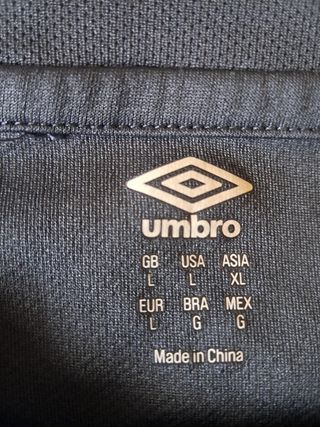 umbro
GB USA ASIA
L L XL
EUR BRA MEX
L G G
Made in China